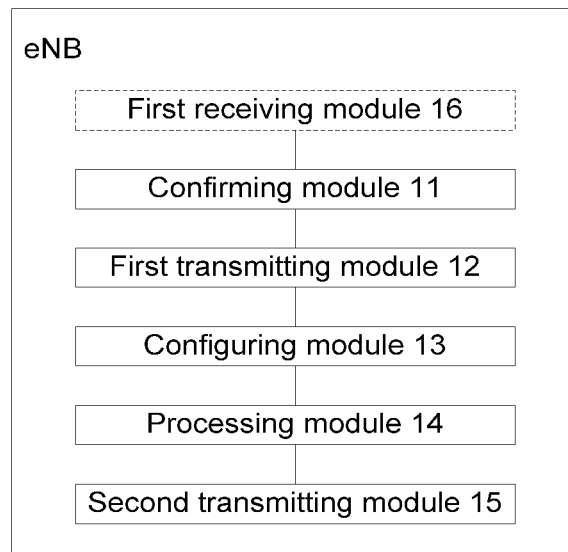 eNB
First receiving module 16
Confirming module 11
First transmitting module 12
Configuring module 13
Processing module 14
Second transmitting module 15